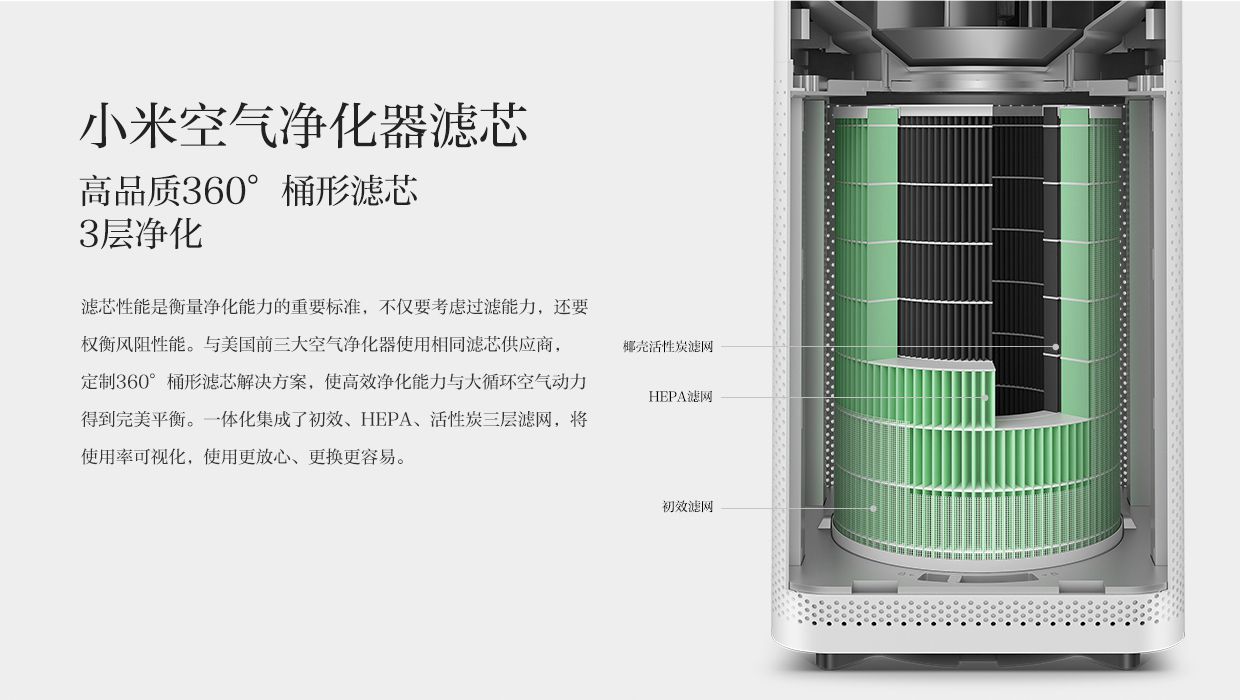 小米空气净化器滤芯
高品质360°桶形滤芯
3层净化
滤芯性能是衡量净化能力的重要标准，不仅要考虑过滤能力，还要
权衡风阻性能。与美国前三大空气净化器使用相同滤芯供应商，
定制360°桶形滤芯解决方案，使高效净化能力与大循环空气动力
得到完美平衡。一体化集成了初效、HEPA、活性炭三层滤网，将
使用率可视化，使用更放心、更换更容易。
椰壳活性炭滤网
HEPA滤网
初效滤网